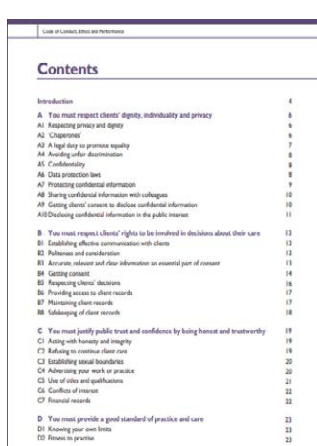 Code of Conduct, Ethics and Performance
Contents
Introduction 4
A You must respect clients' dignity, individuality and privacy 6
A1 Respecting privacy and dignity 6
A2 'Chaperones' 6
A3 A legal duty to promote equality 7
A4 Avoiding unfair discrimination 8
A5 Confidentiality 8
A6 Data protection laws 8
A7 Protecting confidential information 9
A8 Sharing confidential information with colleagues 10
A9 Getting clients' consent to disclose confidential information 10
A10 Disclosing confidential information in the public interest 11
B You must respect clients' rights to be involved in decisions about their care 13
B1 Establishing effective communication with clients 13
B2 Politeness and consideration 13
B3 Accurate, relevant and clear information an essential part of consent 13
B4 Getting consent 14
B5 Respecting clients' decisions 16
B6 Providing access to client records 17
B7 Maintaining client records 17
B8 Safekeeping of client records 18
C You must justify public trust and confidence by being honest and trustworthy 19
C1 Acting with honesty and integrity 19
C2 Refusing to continue client care 19
C3 Establishing sexual boundaries 20
C4 Advertising your work or practice 20
C5 Use of titles and qualifications 21
C6 Conflicts of interest 22
C7 Financial records 22
D You must provide a good standard of practice and care 23
D1 Knowing your own limits 23
D2 Fitness to practise 23